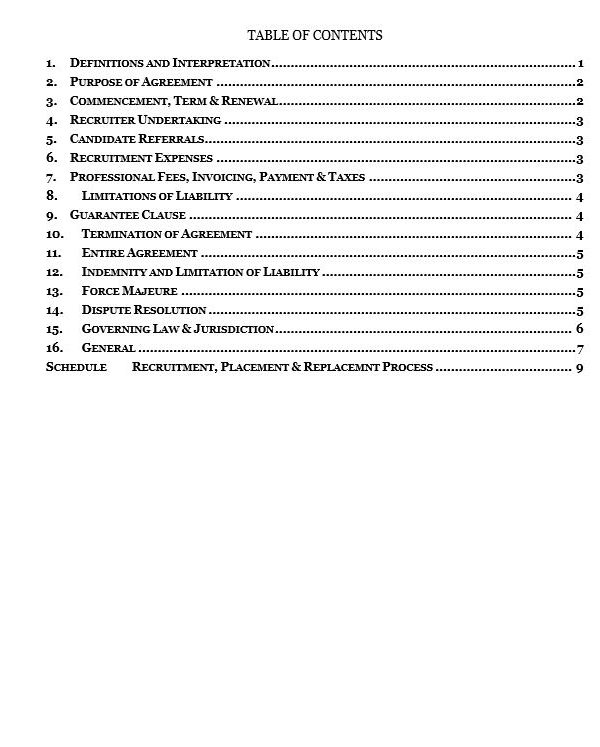 TABLE OF CONTENTS
1. DEFINITIONS AND INTERPRETATION................................................................................1
2. PURPOSE OF AGREEMENT ................................................................................2
3. COMMENCEMENT, TERM & RENEWAL................................................................................2
4. RECRUITER UNDERTAKING ................................................................................3
5. CANDIDATE REFERRALS................................................................................3
6. RECRUITMENT EXPENSES ................................................................................3
7. PROFESSIONAL FEES, INVOICING, PAYMENT & TAXES ................................................................3
8. LIMITATIONS OF LIABILITY ................................................................................ 4
9. GUARANTEE CLAUSE ................................................................................ 4
10. TERMINATION OF AGREEMENT ................................................................................ 4
11. ENTIRE AGREEMENT ................................................................................5
12. INDEMNITY AND LIMITATION OF LIABILITY ................................................................5
13. FORCE MAJEURE ................................................................................5
14. DISPUTE RESOLUTION ................................................................................5
15. GOVERNING LAW & JURISDICTION................................................................................ 6
16. GENERAL ................................................................................7
SCHEDULE RECRUITMENT, PLACEMENT & REPLACEMNT PROCESS .................................. 9